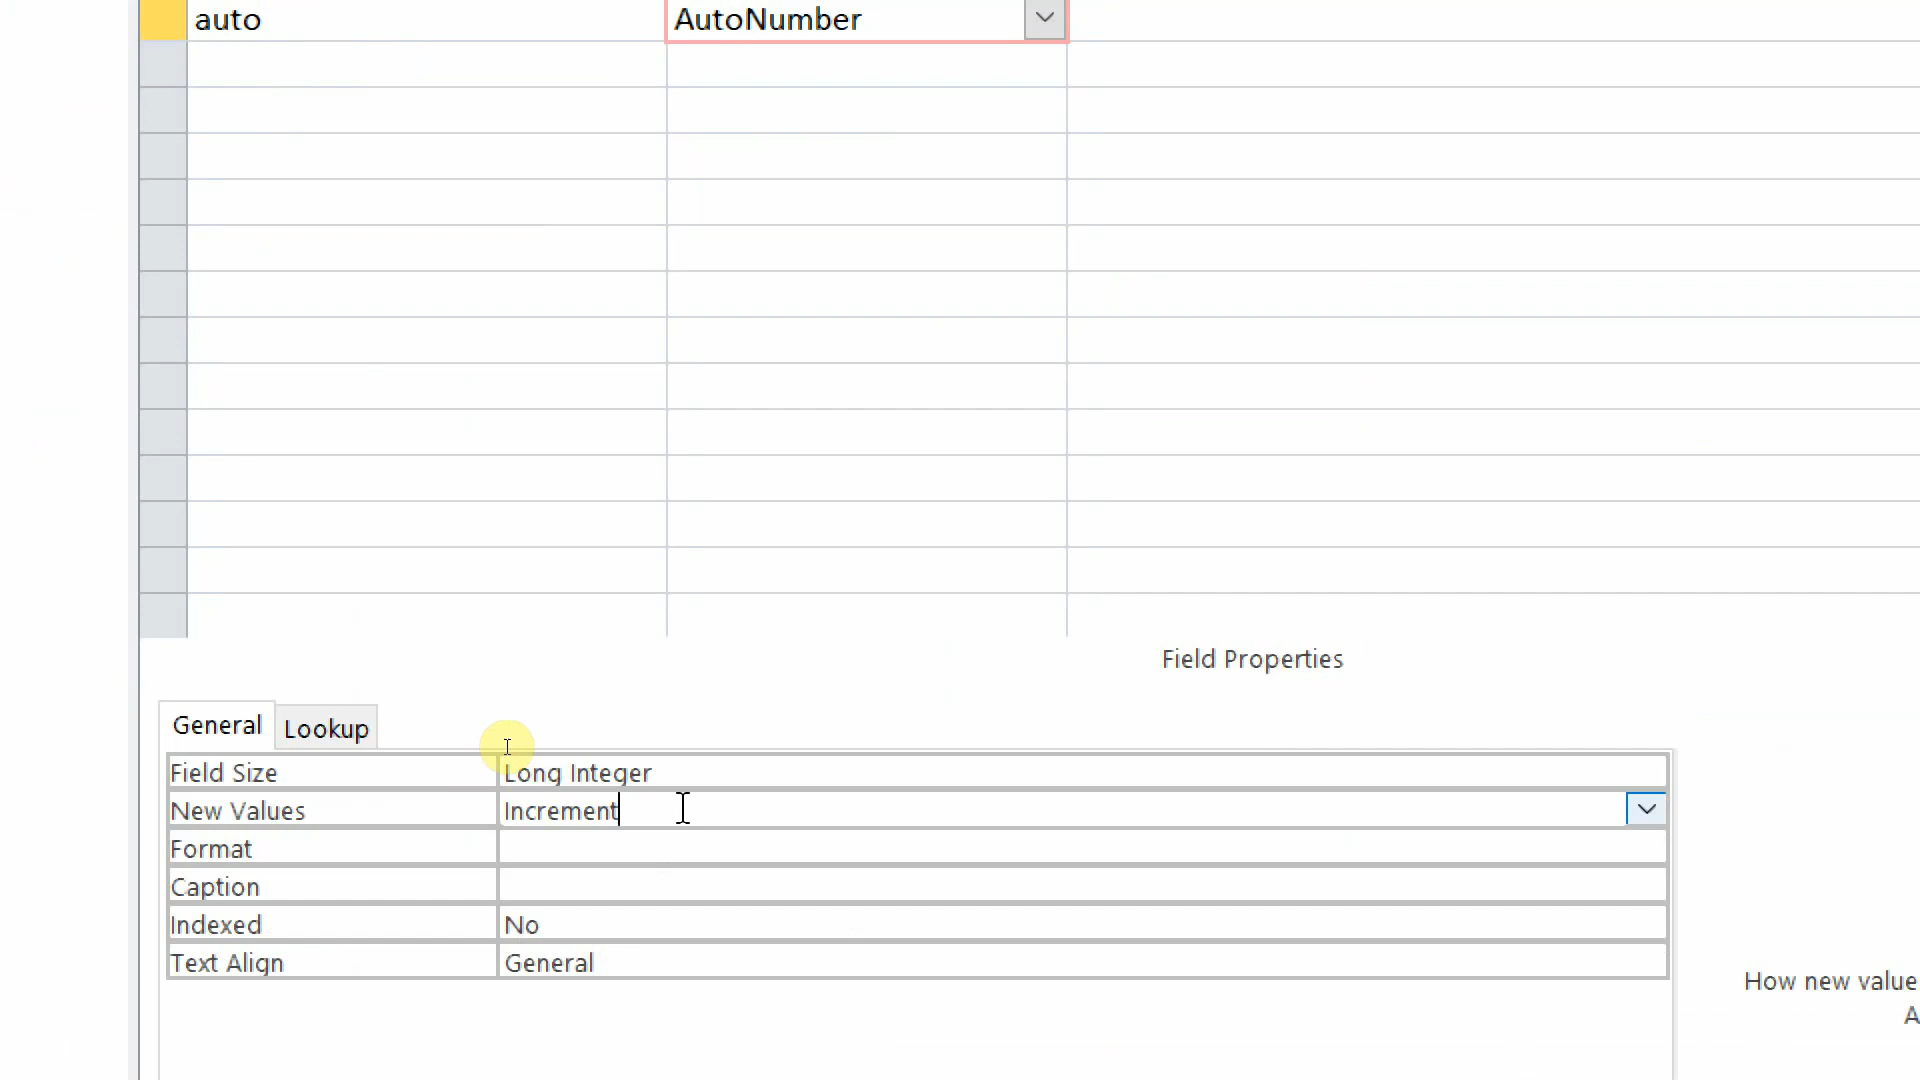 auto AutoNumber
Field Properties
General Lookup
Field Size Long Integer
New Values Increment
Format
Caption
Indexed No
Text Align General
How new value
A